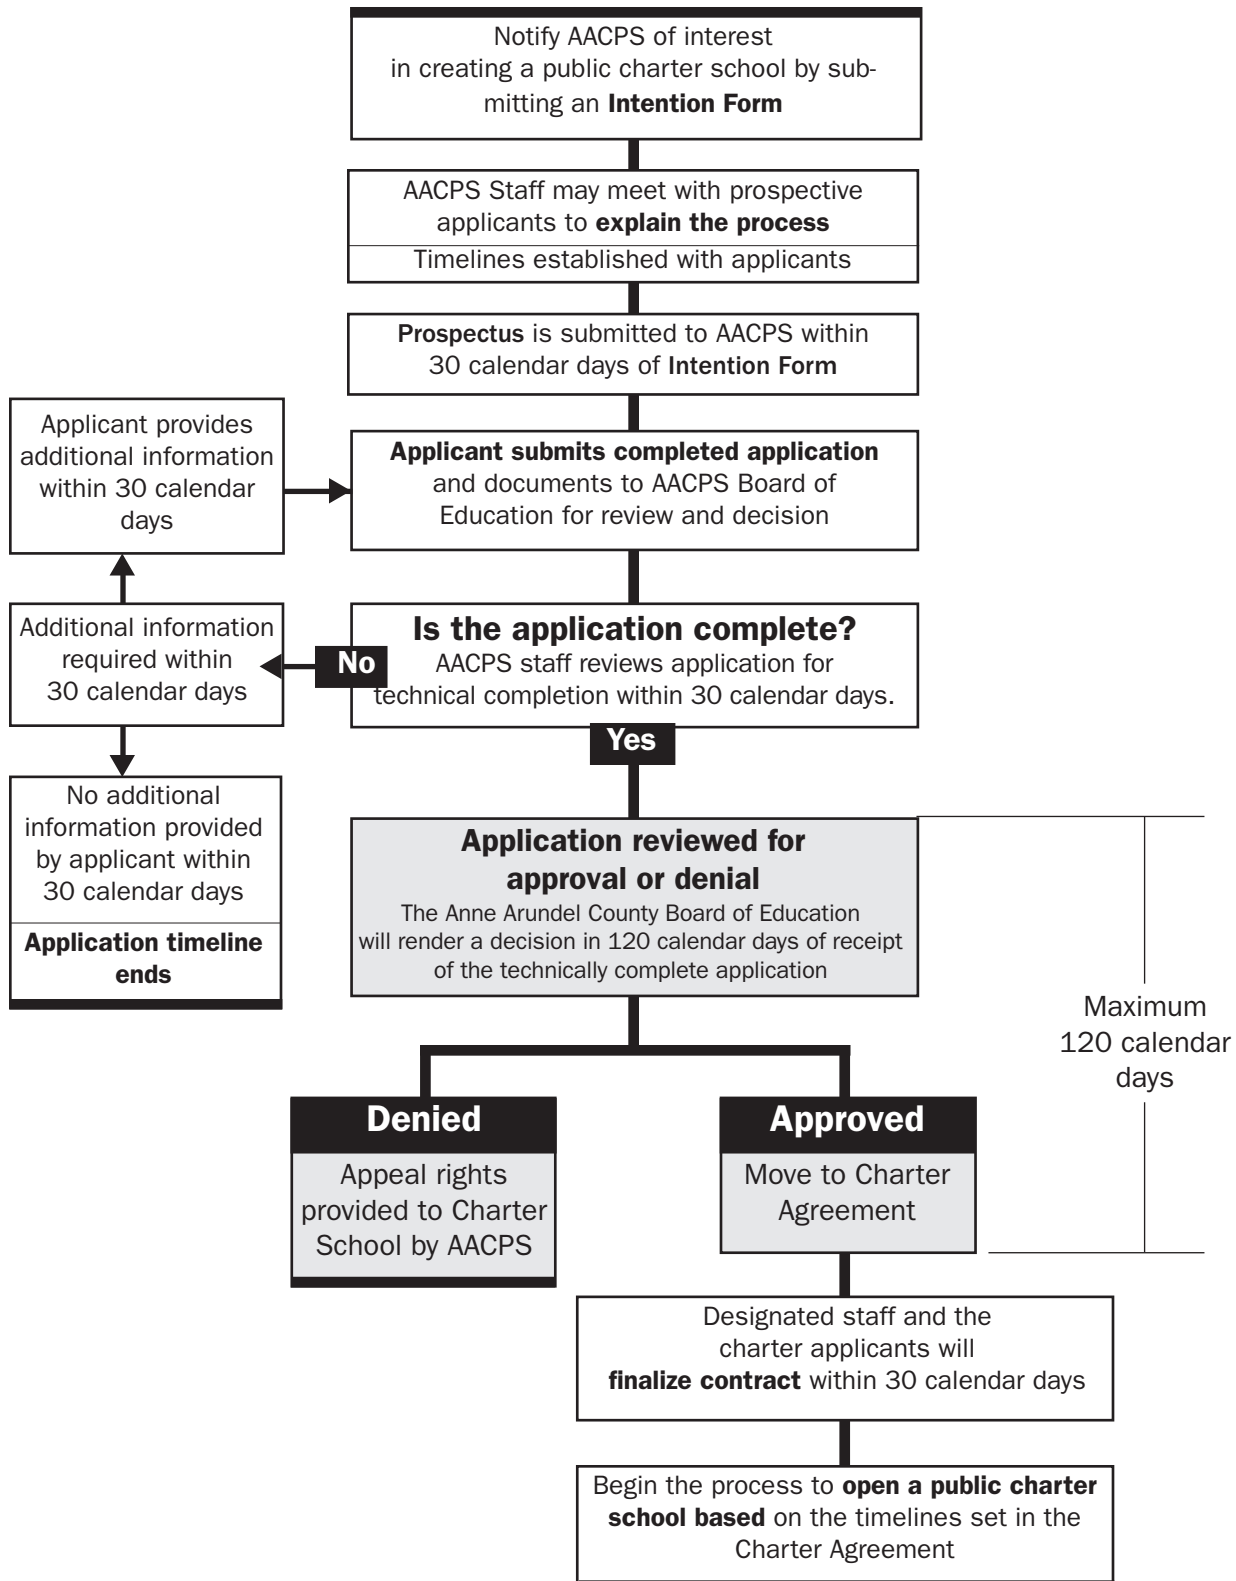 Notify AACPS of interest
in creating a public charter school by sub-
mitting an Intention Form
AACPS Staff may meet with prospective
applicants to explain the process
Timelines established with applicants
Prospectus is submitted to AACPS within
30 calendar days of Intention Form
Applicant provides
additional information
within 30 calendar
days
Applicant submits completed application
and documents to AACPS Board of
Education for review and decision
Additional information
required within
30 calendar days
No
Is the application complete?
AACPS staff reviews application for
technical completion within 30 calendar days.
Yes
No additional
information provided
by applicant within
30 calendar days
Application timeline
ends
Application reviewed for
approval or denial
The Anne Arundel County Board of Education
will render a decision in 120 calendar days of receipt
of the technically complete application
Maximum
120 calendar
days
Denied
Appeal rights
provided to Charter
School by AACPS
Approved
Move to Charter
Agreement
Designated staff and the
charter applicants will
finalize contract within 30 calendar days
Begin the process to open a public charter
school based on the timelines set in the
Charter Agreement